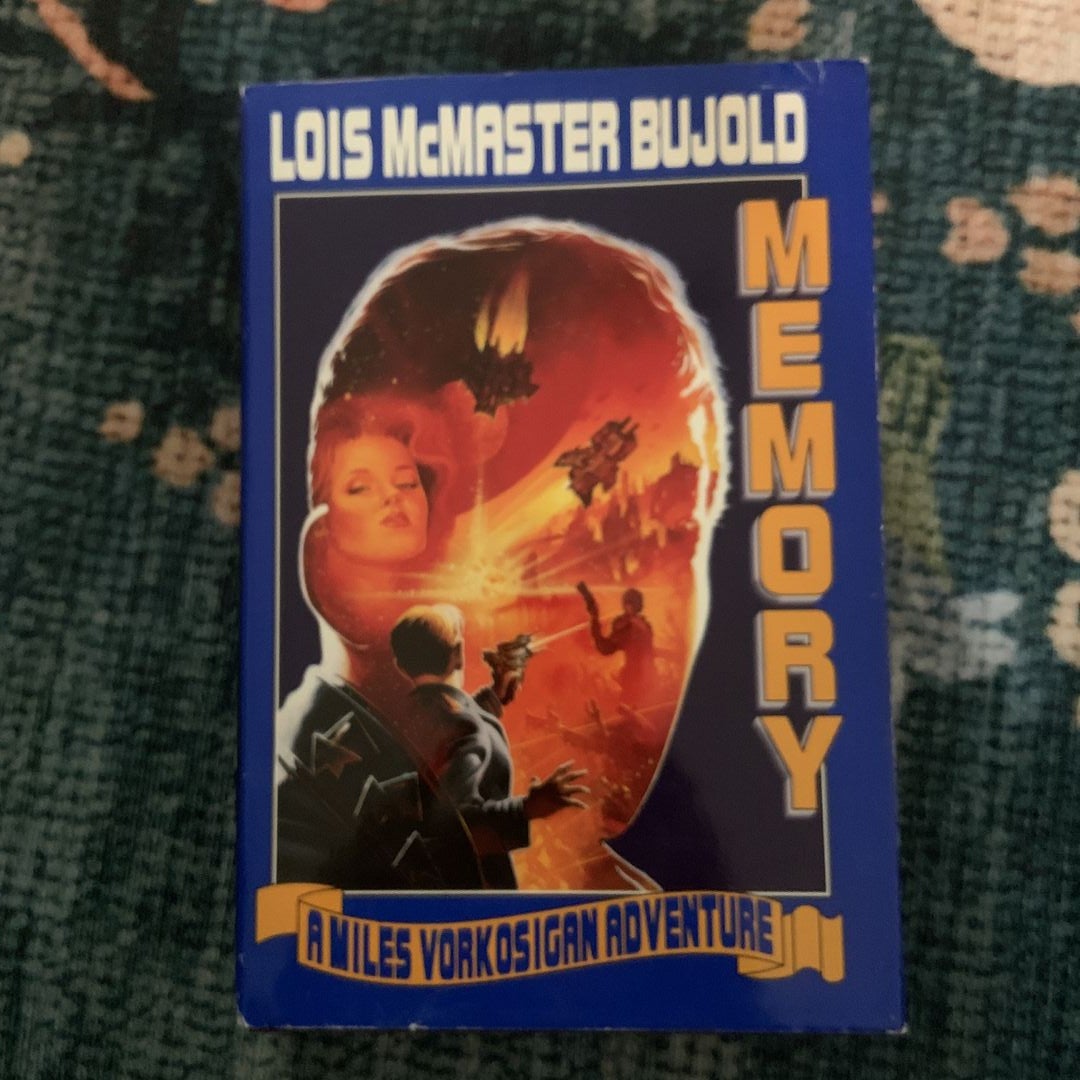 LOIS McMASTER BUJOLD
MEMORY
A MILES VORKOSIGAN ADVENTURE